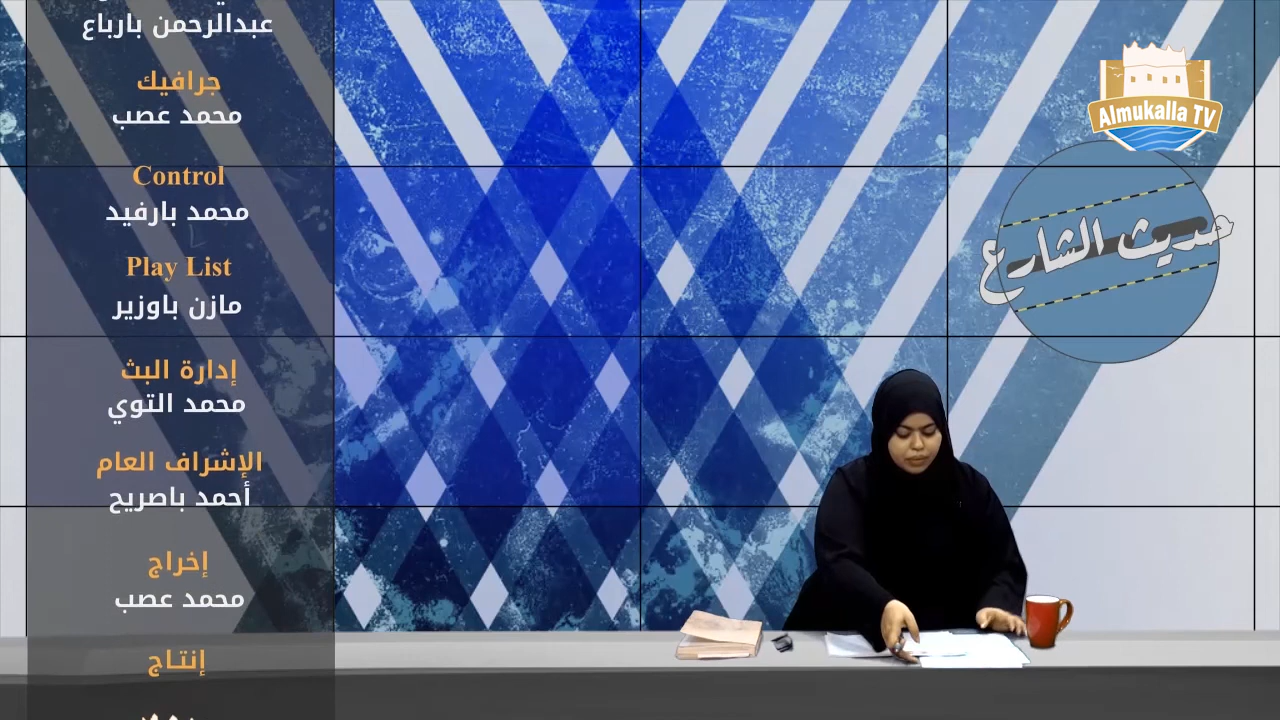 عبدالرحمن بارباع
جرافيك
محمد عصب
Control
محمد بارفيد
Play List
مازن باوزير
إدارة البث
محمد التوي
الإشراف العام
أحمد باصريح
إخراج
محمد عصب
إنتاج
Almukalla TV
حديث الشارع